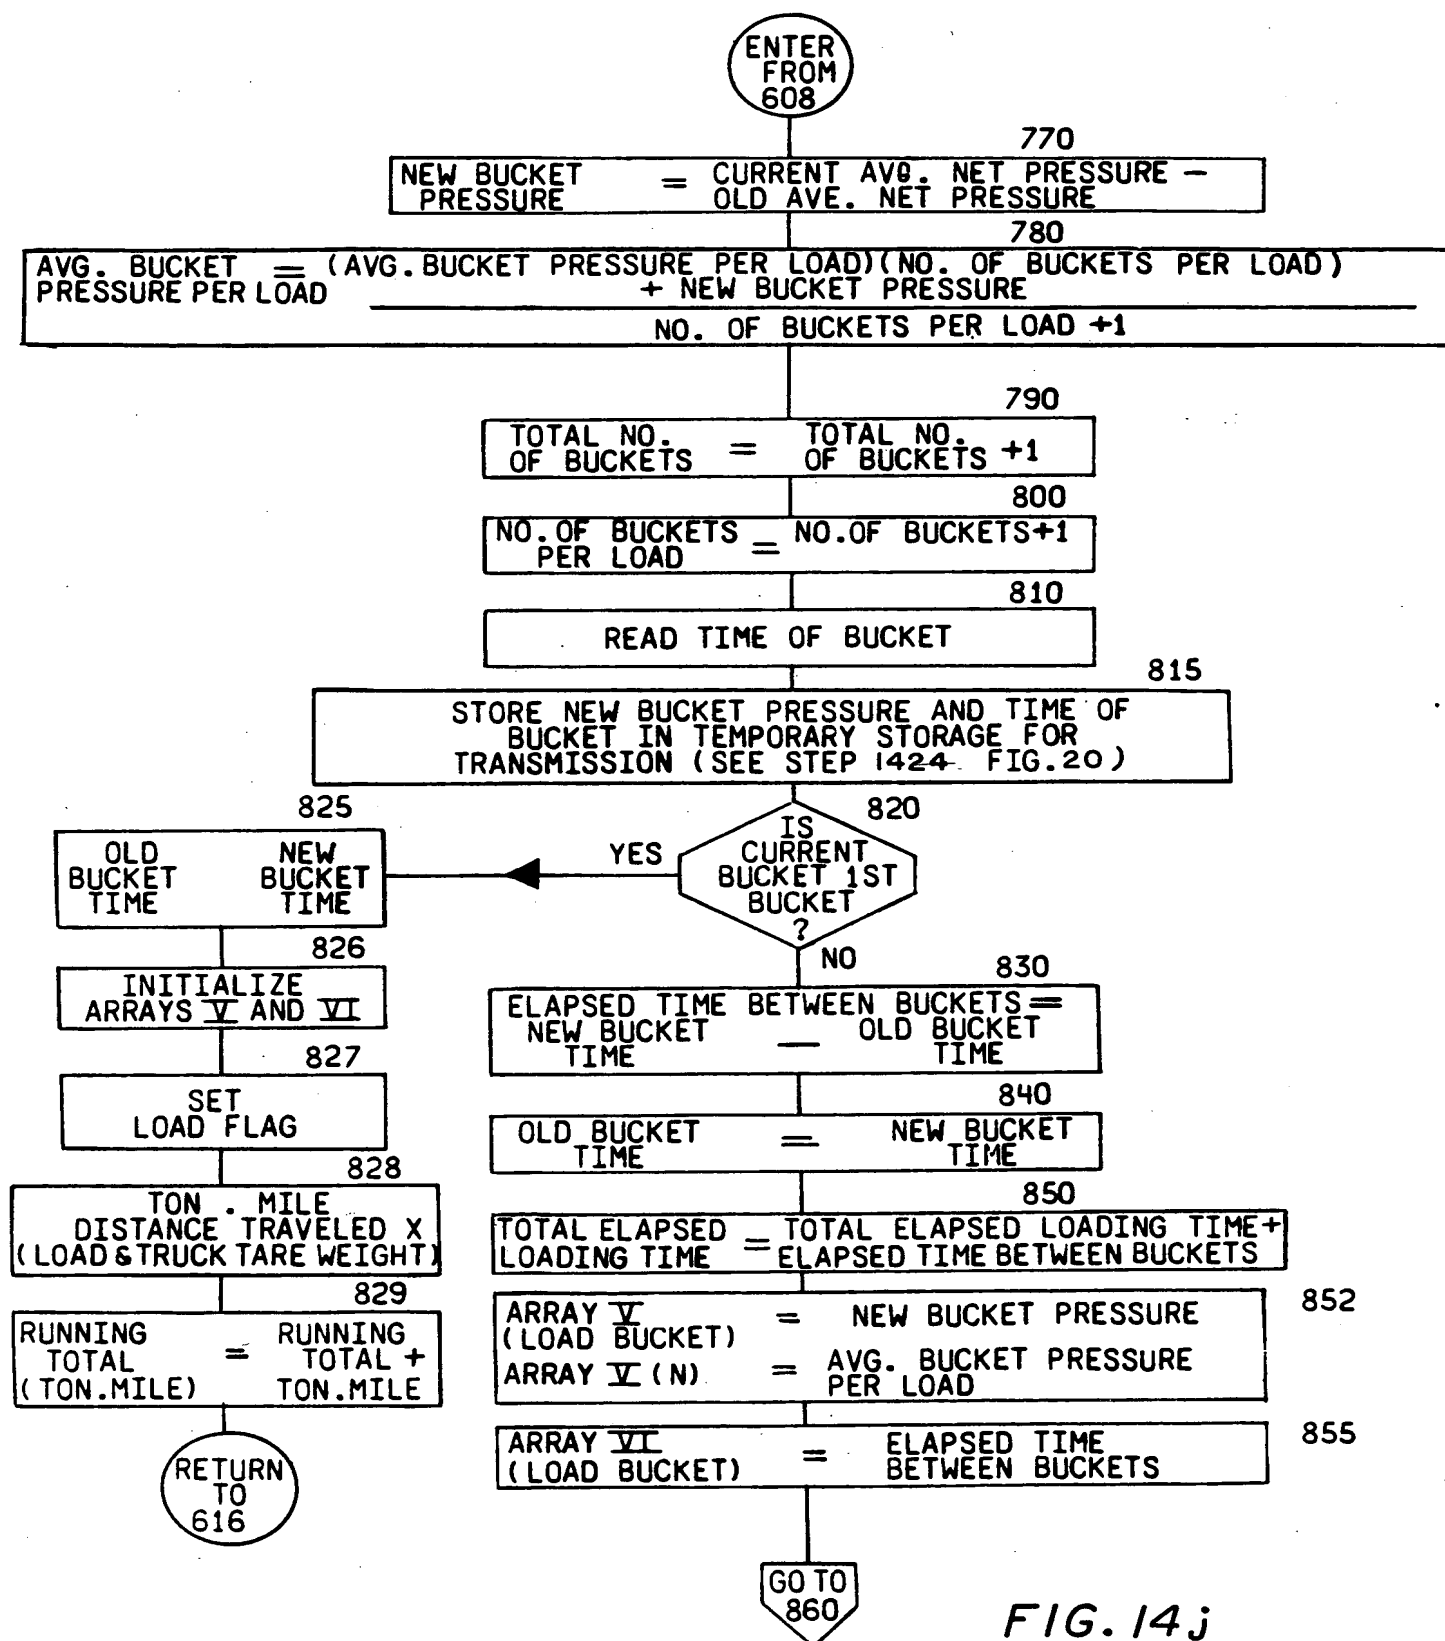 ENTER
FROM
608
770
NEW BUCKET = CURRENT AVG. NET PRESSURE -
PRESSURE OLD AVE. NET PRESSURE
780
AVG. BUCKET = (AVG. BUCKET PRESSURE PER LOAD)(NO. OF BUCKETS PER LOAD)
PRESSURE PER LOAD + NEW BUCKET PRESSURE
NO. OF BUCKETS PER LOAD +1
790
TOTAL NO. = TOTAL NO.
OF BUCKETS OF BUCKETS +1
800
NO. OF BUCKETS = NO. OF BUCKETS+1
PER LOAD
810
READ TIME OF BUCKET
815
STORE NEW BUCKET PRESSURE AND TIME OF
BUCKET IN TEMPORARY STORAGE FOR
TRANSMISSION (SEE STEP 1424 FIG.20)
820
IS
CURRENT
BUCKET 1ST
BUCKET
?
YES
NO
825
OLD NEW
BUCKET BUCKET
TIME TIME
826
INITIALIZE
ARRAYS V AND VI
827
SET
LOAD FLAG
828
TON . MILE
DISTANCE TRAVELED X
(LOAD & TRUCK TARE WEIGHT)
829
RUNNING = RUNNING
TOTAL TOTAL +
(TON.MILE) TON.MILE
RETURN
TO
616
830
ELAPSED TIME BETWEEN BUCKETS =
NEW BUCKET — OLD BUCKET
TIME TIME
840
OLD BUCKET = NEW BUCKET
TIME TIME
850
TOTAL ELAPSED = TOTAL ELAPSED LOADING TIME+
LOADING TIME ELAPSED TIME BETWEEN BUCKETS
852
ARRAY V = NEW BUCKET PRESSURE
(LOAD BUCKET)
ARRAY V (N) = AVG. BUCKET PRESSURE
PER LOAD
855
ARRAY VI = ELAPSED TIME
(LOAD BUCKET) BETWEEN BUCKETS
GO TO
860
FIG. 14j